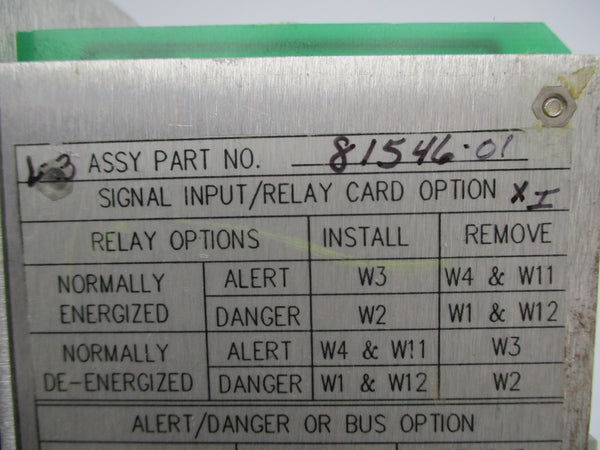 L-3 ASSY PART NO. 81546-01
SIGNAL INPUT/RELAY CARD OPTION XI
RELAY OPTIONS INSTALL REMOVE
NORMALLY ENERGIZED ALERT W3 W4 & W11
DANGER W2 W1 & W12
NORMALLY DE-ENERGIZED ALERT W4 & W11 W3
DANGER W1 & W12 W2
ALERT/DANGER OR BUS OPTION